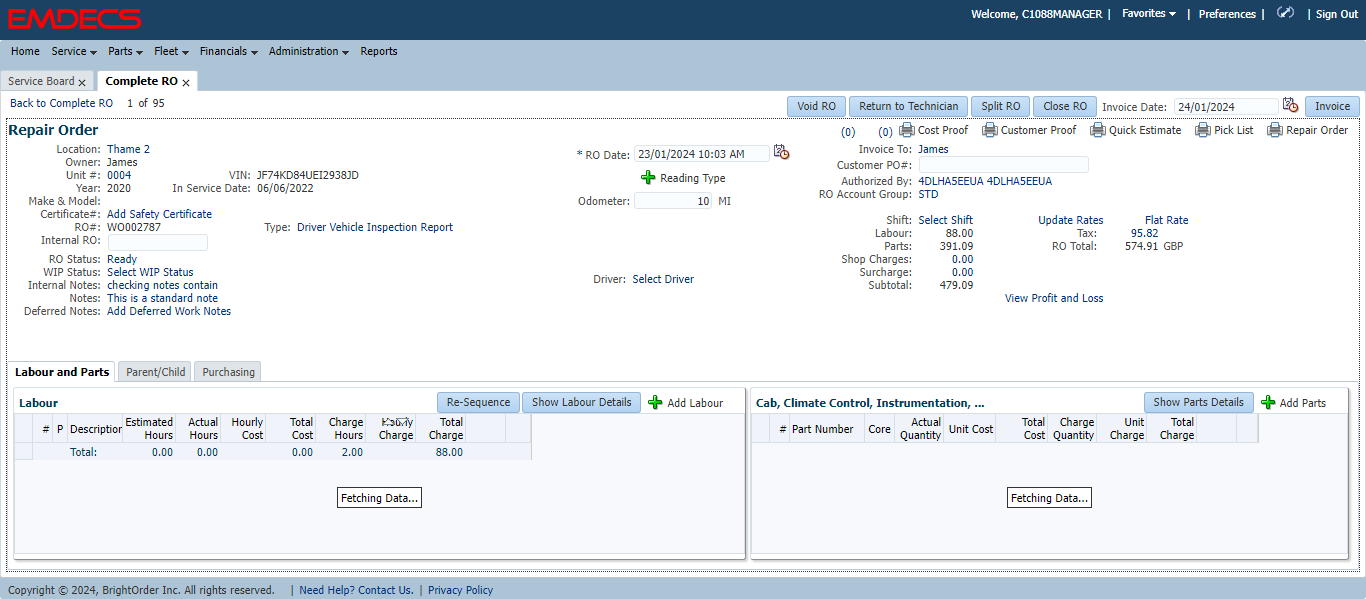 EMDECS
Welcome, C1088MANAGER | Favorites | Preferences | | Sign Out
Home Service Parts Fleet Financials Administration Reports
Service Board x Complete RO x
Back to Complete RO 1 of 95
Void RO Return to Technician Split RO Close RO Invoice Date: 24/01/2024 Invoice
Repair Order
(0) (0) Cost Proof Customer Proof Quick Estimate Pick List Repair Order
Location: Thame 2
Owner: James
Unit #: 0004 VIN: JF74KD84UEI2938JD
Year: 2020 In Service Date: 06/06/2022
Make & Model:
Certificate#: Add Safety Certificate
RO#: WO002787 Type: Driver Vehicle Inspection Report
Internal RO:
RO Status: Ready
WIP Status: Select WIP Status
Internal Notes: checking notes contain
Notes: This is a standard note
Deferred Notes: Add Deferred Work Notes
* RO Date: 23/01/2024 10:03 AM
Reading Type
Odometer: 10 MI
Driver: Select Driver
Invoice To: James
Customer PO#:
Authorized By: 4DLHA5EEUA 4DLHA5EEUA
RO Account Group: STD
Shift: Select Shift Update Rates Flat Rate
Labour: 88.00 Tax: 95.82
Parts: 391.09 RO Total: 574.91 GBP
Shop Charges: 0.00
Surcharge: 0.00
Subtotal: 479.09
View Profit and Loss
Labour and Parts Parent/Child Purchasing
Labour Re-Sequence Show Labour Details Add Labour
# P Description Estimated Hours Actual Hours Hourly Cost Total Cost Charge Hours Hourly Charge Total Charge
Total: 0.00 0.00 0.00 2.00 88.00
Fetching Data...
Cab, Climate Control, Instrumentation, ... Show Parts Details Add Parts
# Part Number Core Actual Quantity Unit Cost Total Cost Charge Quantity Unit Charge Total Charge
Fetching Data...
Copyright © 2024, BrightOrder Inc. All rights reserved. | Need Help? Contact Us. | Privacy Policy